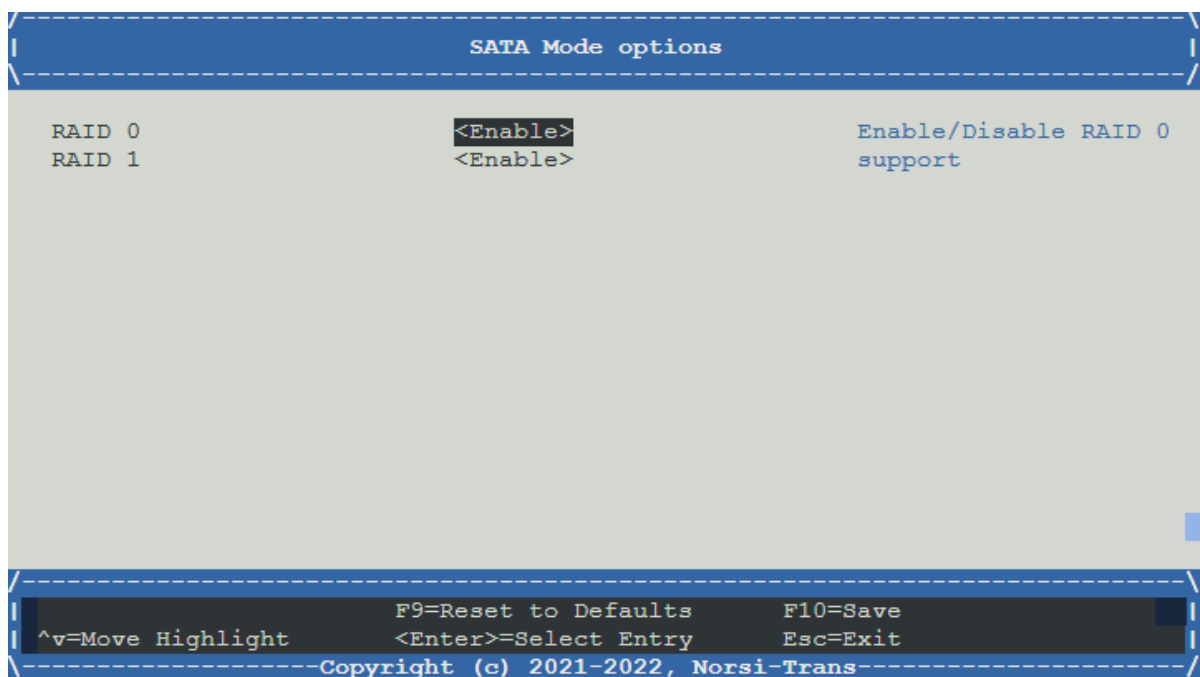 /------------------------------------------------------------------------------\
| SATA Mode options |
\------------------------------------------------------------------------------/
RAID 0 <Enable> Enable/Disable RAID 0
RAID 1 <Enable> support
/------------------------------------------------------------------------------\
| F9=Reset to Defaults F10=Save |
| ^v=Move Highlight <Enter>=Select Entry Esc=Exit |
\--------------------Copyright (c) 2021-2022, Norsi-Trans----------------------/